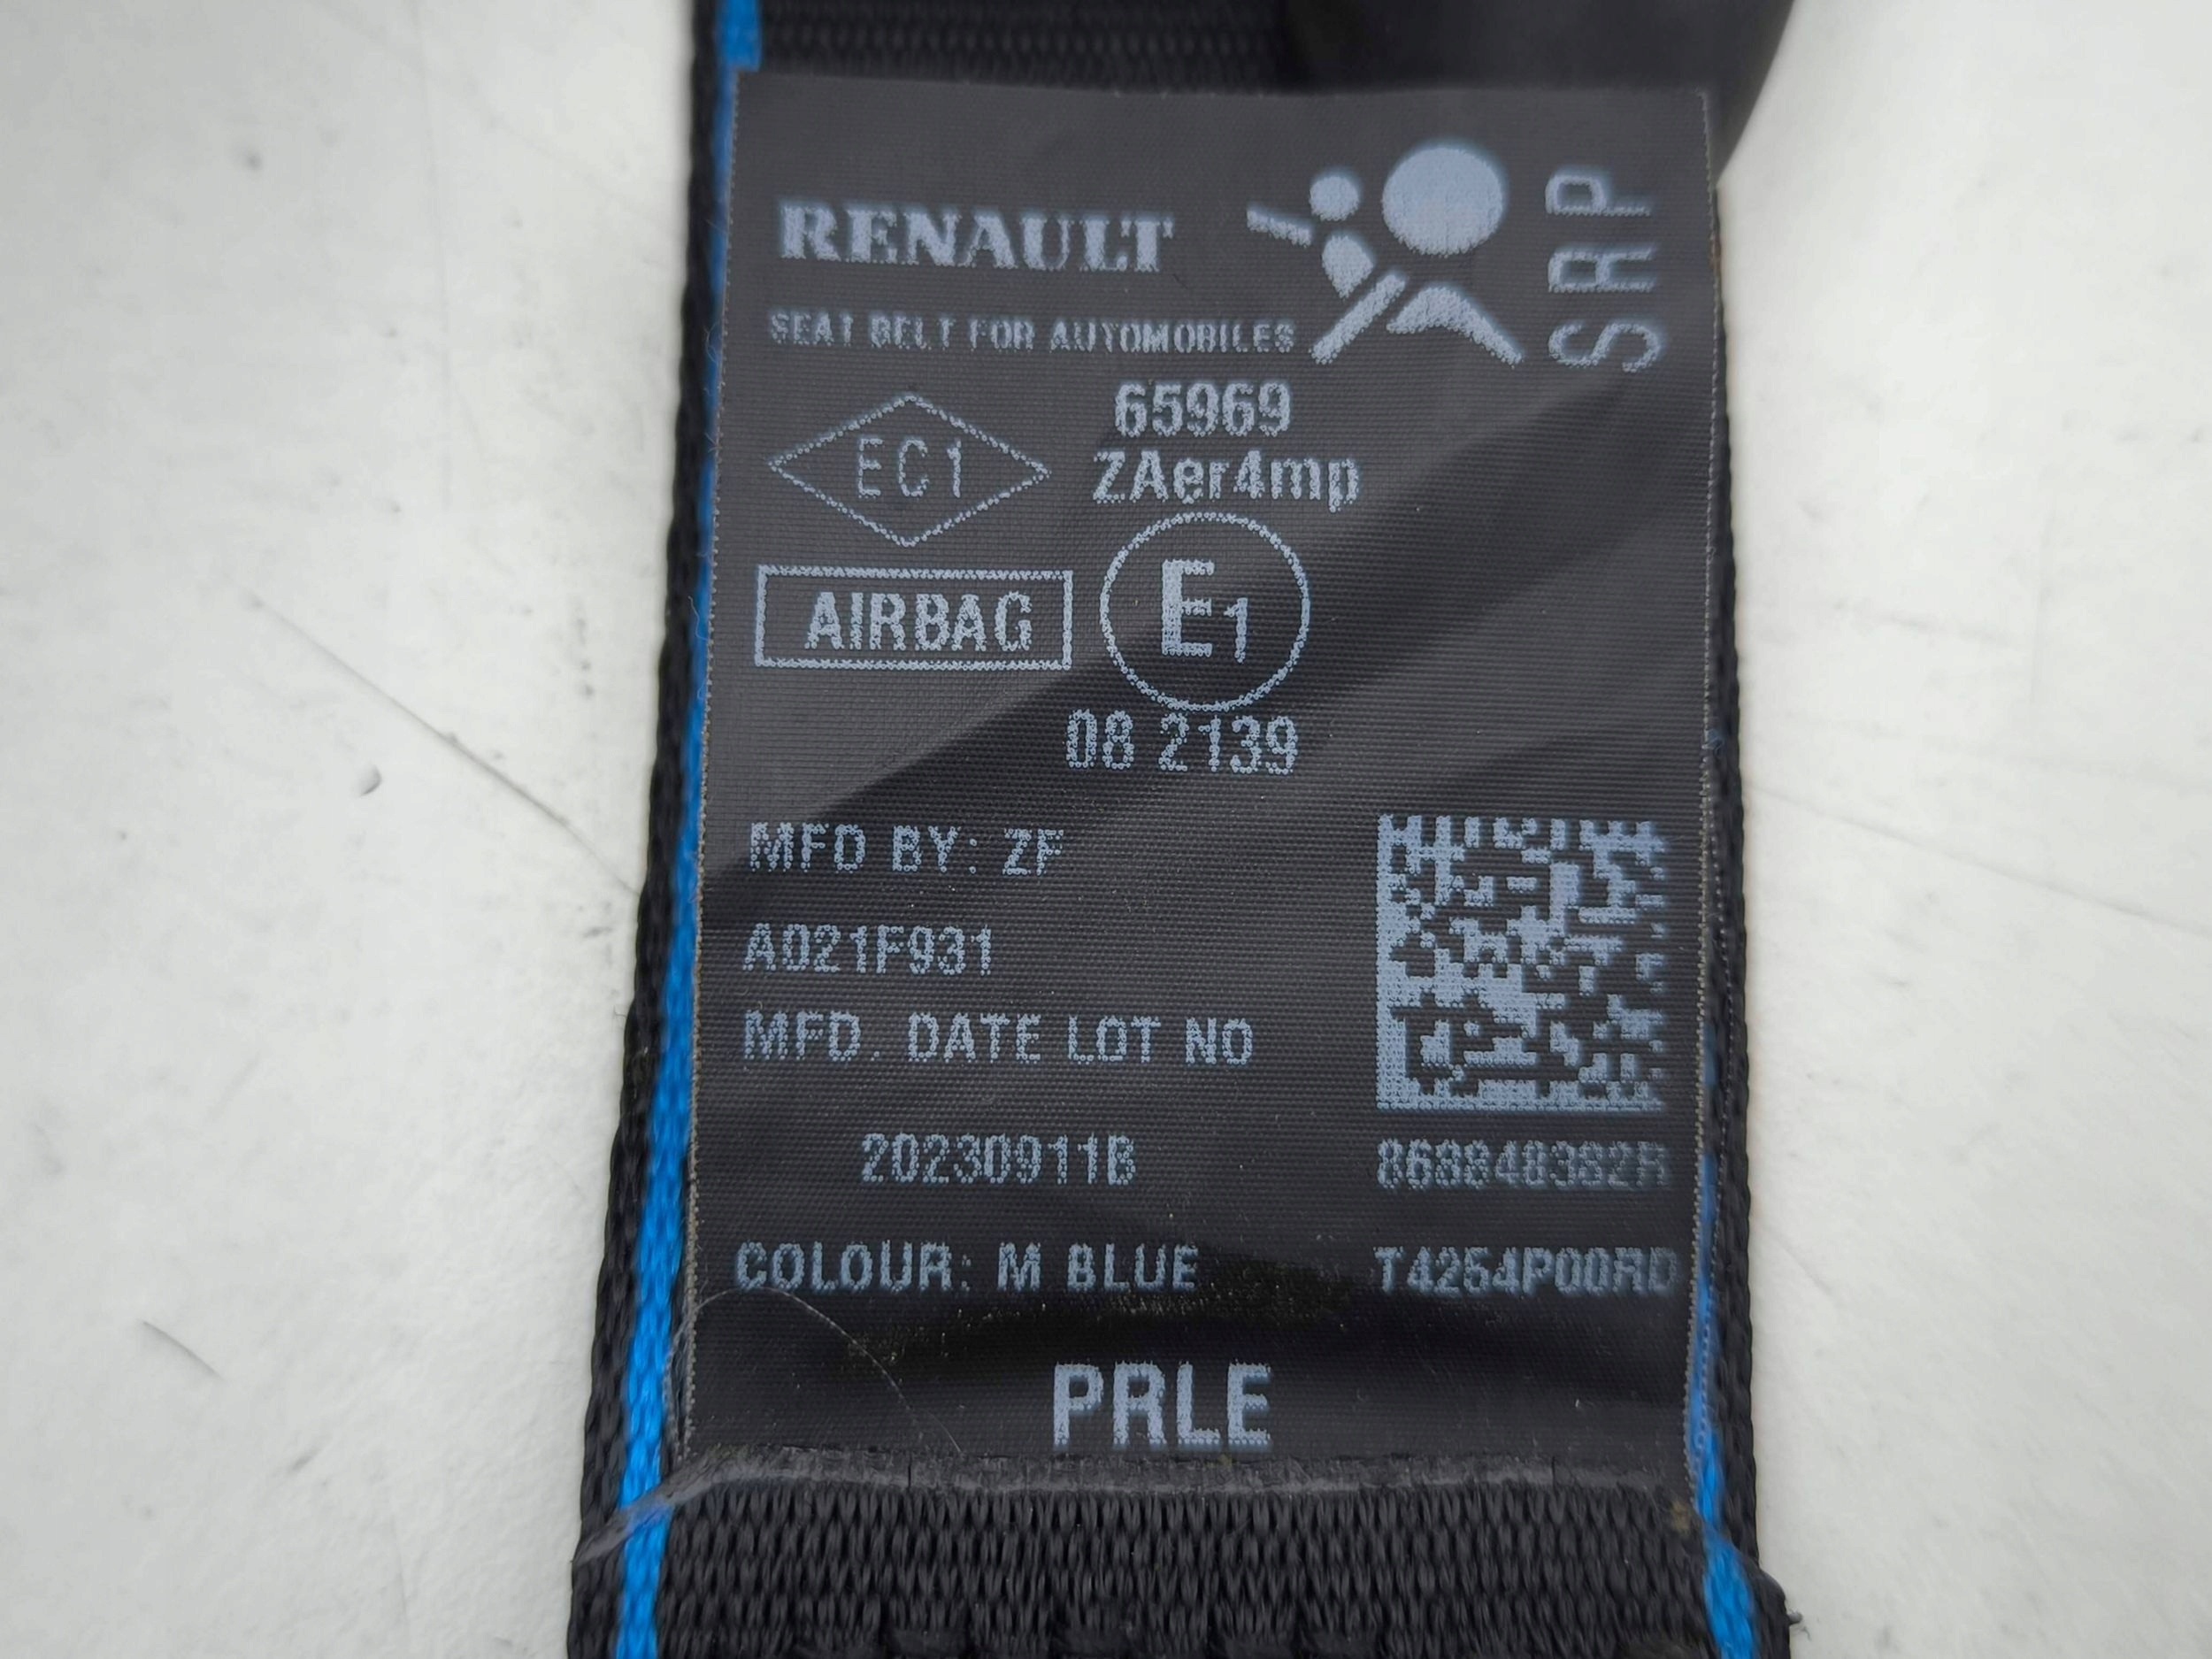 RENAULT
SRP
SEAT BELT FOR AUTOMOBILES
65969
EC1
ZAer4mp
AIRBAG
E1
08 2139
MFD BY: ZF
A021F931
MFD. DATE LOT NO
20230911B
COLOUR: M BLUE
T4254P00RD
PRLE